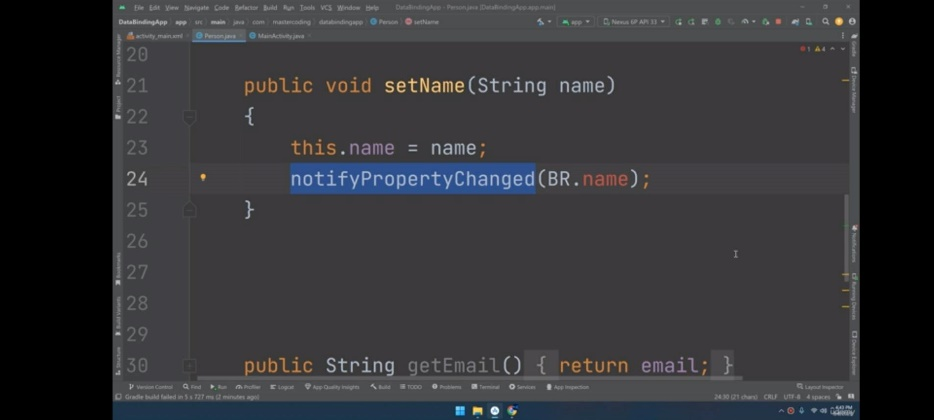 File Edit View Navigate Code Refactor Build Run Tools VCS Window Help DataBindingApp
DataBindingApp app src main java com mastercoding databindingapp Person setName app Nexus 6P API 33
activity_main.xml Person.java MainActivity.java
20
21 public void setName(String name)
22 {
23 this.name = name;
24 notifyPropertyChanged(BR.name);
25 }
26
27
28
29
30 public String getEmail() { return email; }
Version Control Find Run Profiler Logcat App Quality Insights Build TODO Problems Terminal Services App Inspection Layout Inspector
Gradle build failed in 5 s 727 ms (2 minutes ago) 24:30 (21 chars) CRLF UTF-8 4 spaces